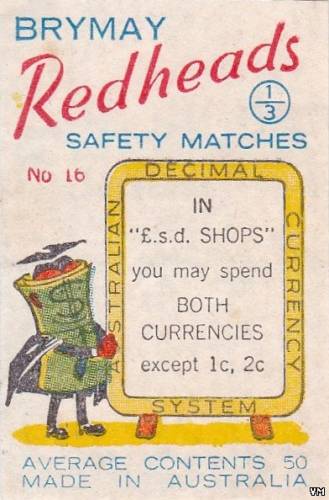 BRYMAY
Redheads
1/3
SAFETY MATCHES
No 16
AUSTRALIAN
DECIMAL
CURRENCY
SYSTEM
IN
"£.s.d. SHOPS"
you may spend
BOTH
CURRENCIES
except 1c, 2c
$
AVERAGE CONTENTS 50
MADE IN AUSTRALIA
VM